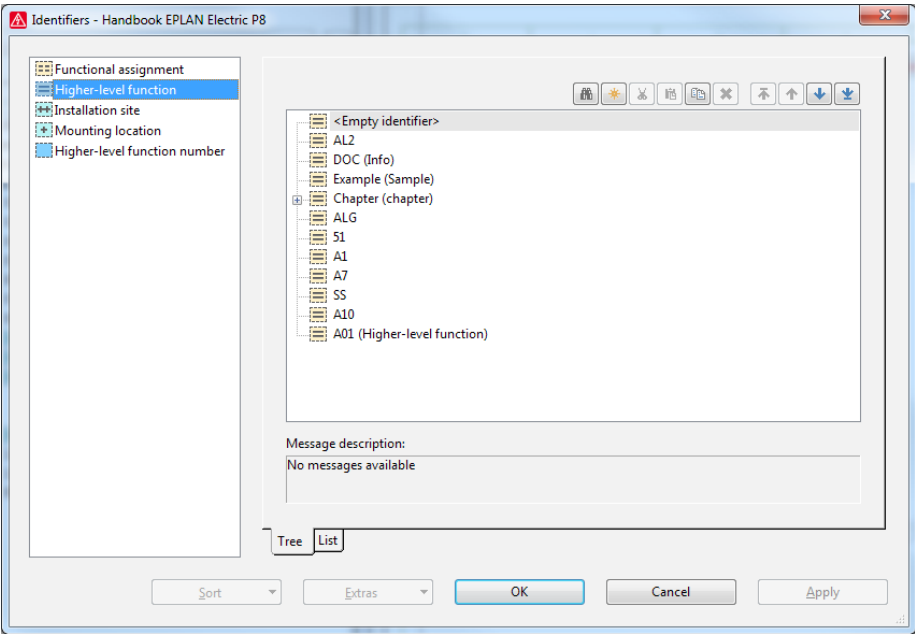 Identifiers - Handbook EPLAN Electric P8
Functional assignment
Higher-level function
Installation site
Mounting location
Higher-level function number
<Empty identifier>
AL2
DOC (Info)
Example (Sample)
Chapter (chapter)
ALG
51
A1
A7
SS
A10
A01 (Higher-level function)
Message description:
No messages available
Tree List
Sort Extras OK Cancel Apply